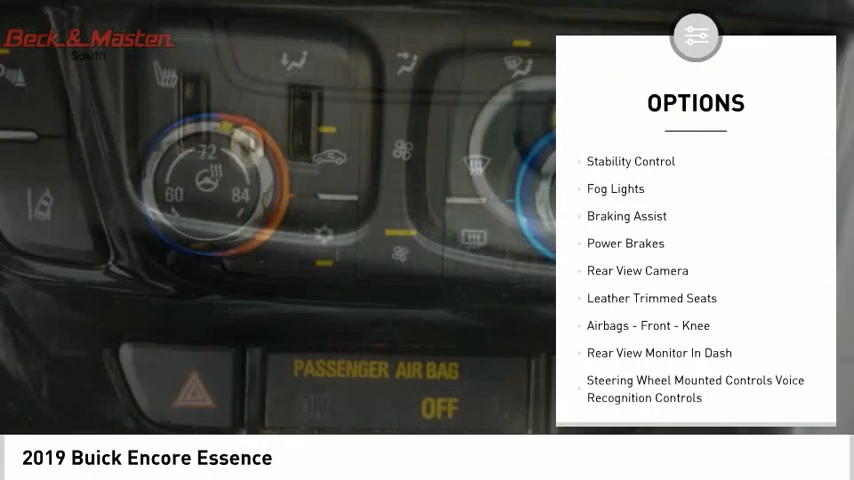 Beck & Masten
South
72
60 84
PASSENGER AIR BAG
OFF
OPTIONS
Stability Control
Fog Lights
Braking Assist
Power Brakes
Rear View Camera
Leather Trimmed Seats
Airbags - Front - Knee
Rear View Monitor In Dash
Steering Wheel Mounted Controls Voice
Recognition Controls
2019 Buick Encore Essence